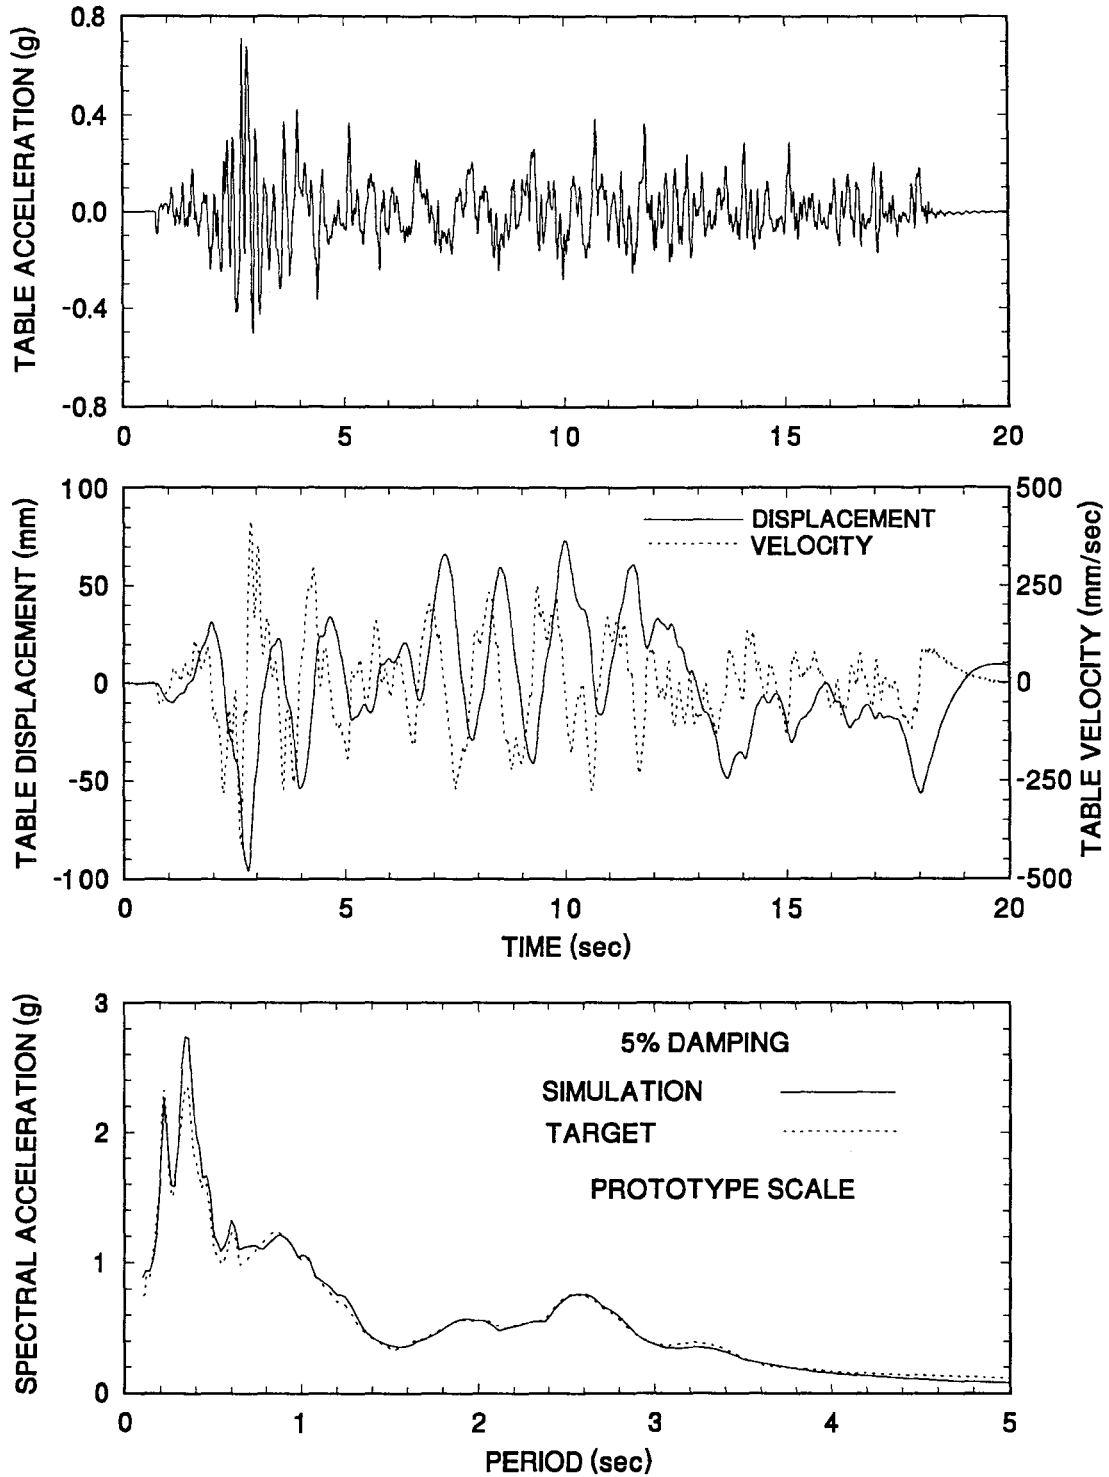 TABLE ACCELERATION (g)
0.8
0.4
0.0
-0.4
-0.8
0 5 10 15 20
TABLE DISPLACEMENT (mm)
100
50
0
-50
-100
DISPLACEMENT
VELOCITY
500
250
0
-250
-500
TABLE VELOCITY (mm/sec)
0 5 10 15 20
TIME (sec)
SPECTRAL ACCELERATION (g)
3
2
1
0
5% DAMPING
SIMULATION
TARGET
PROTOTYPE SCALE
0 1 2 3 4 5
PERIOD (sec)